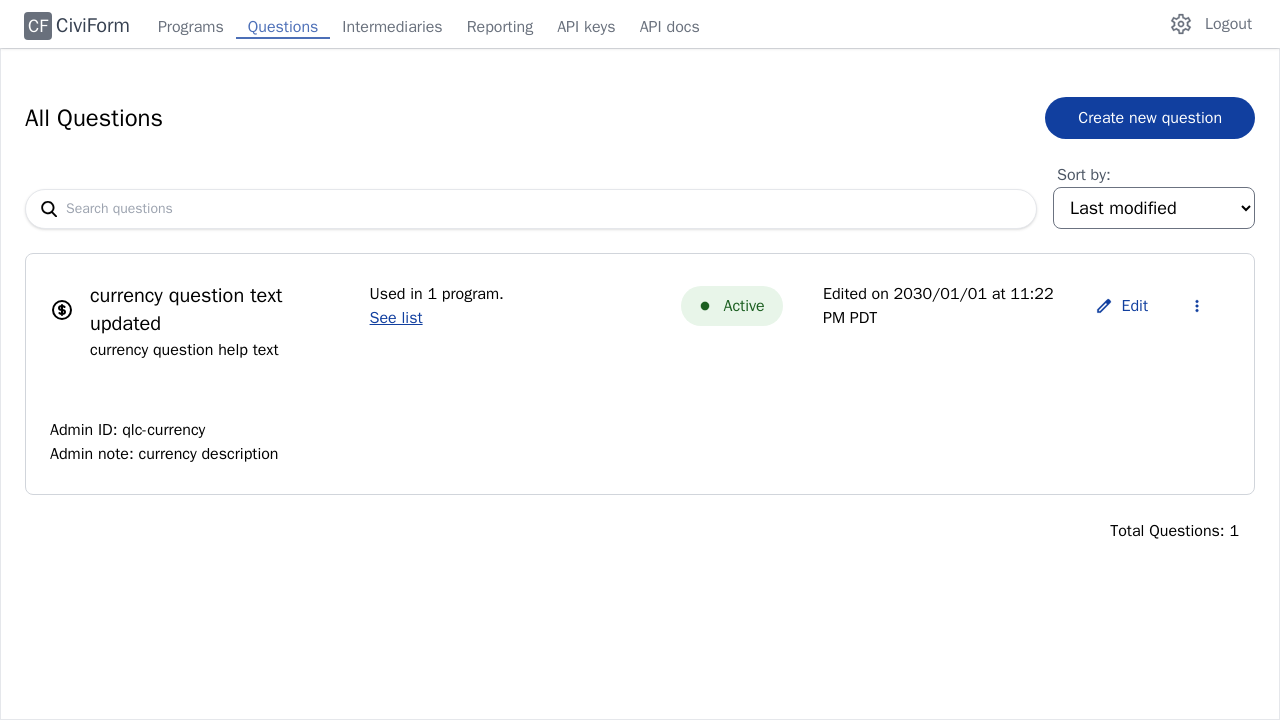 CF CiviForm Programs Questions Intermediaries Reporting API keys API docs Logout
All Questions
Create new question
Sort by:
Search questions
Last modified
currency question text
updated
currency question help text
Used in 1 program.
See list
Active
Edited on 2030/01/01 at 11:22
PM PDT
Edit
Admin ID: qlc-currency
Admin note: currency description
Total Questions: 1